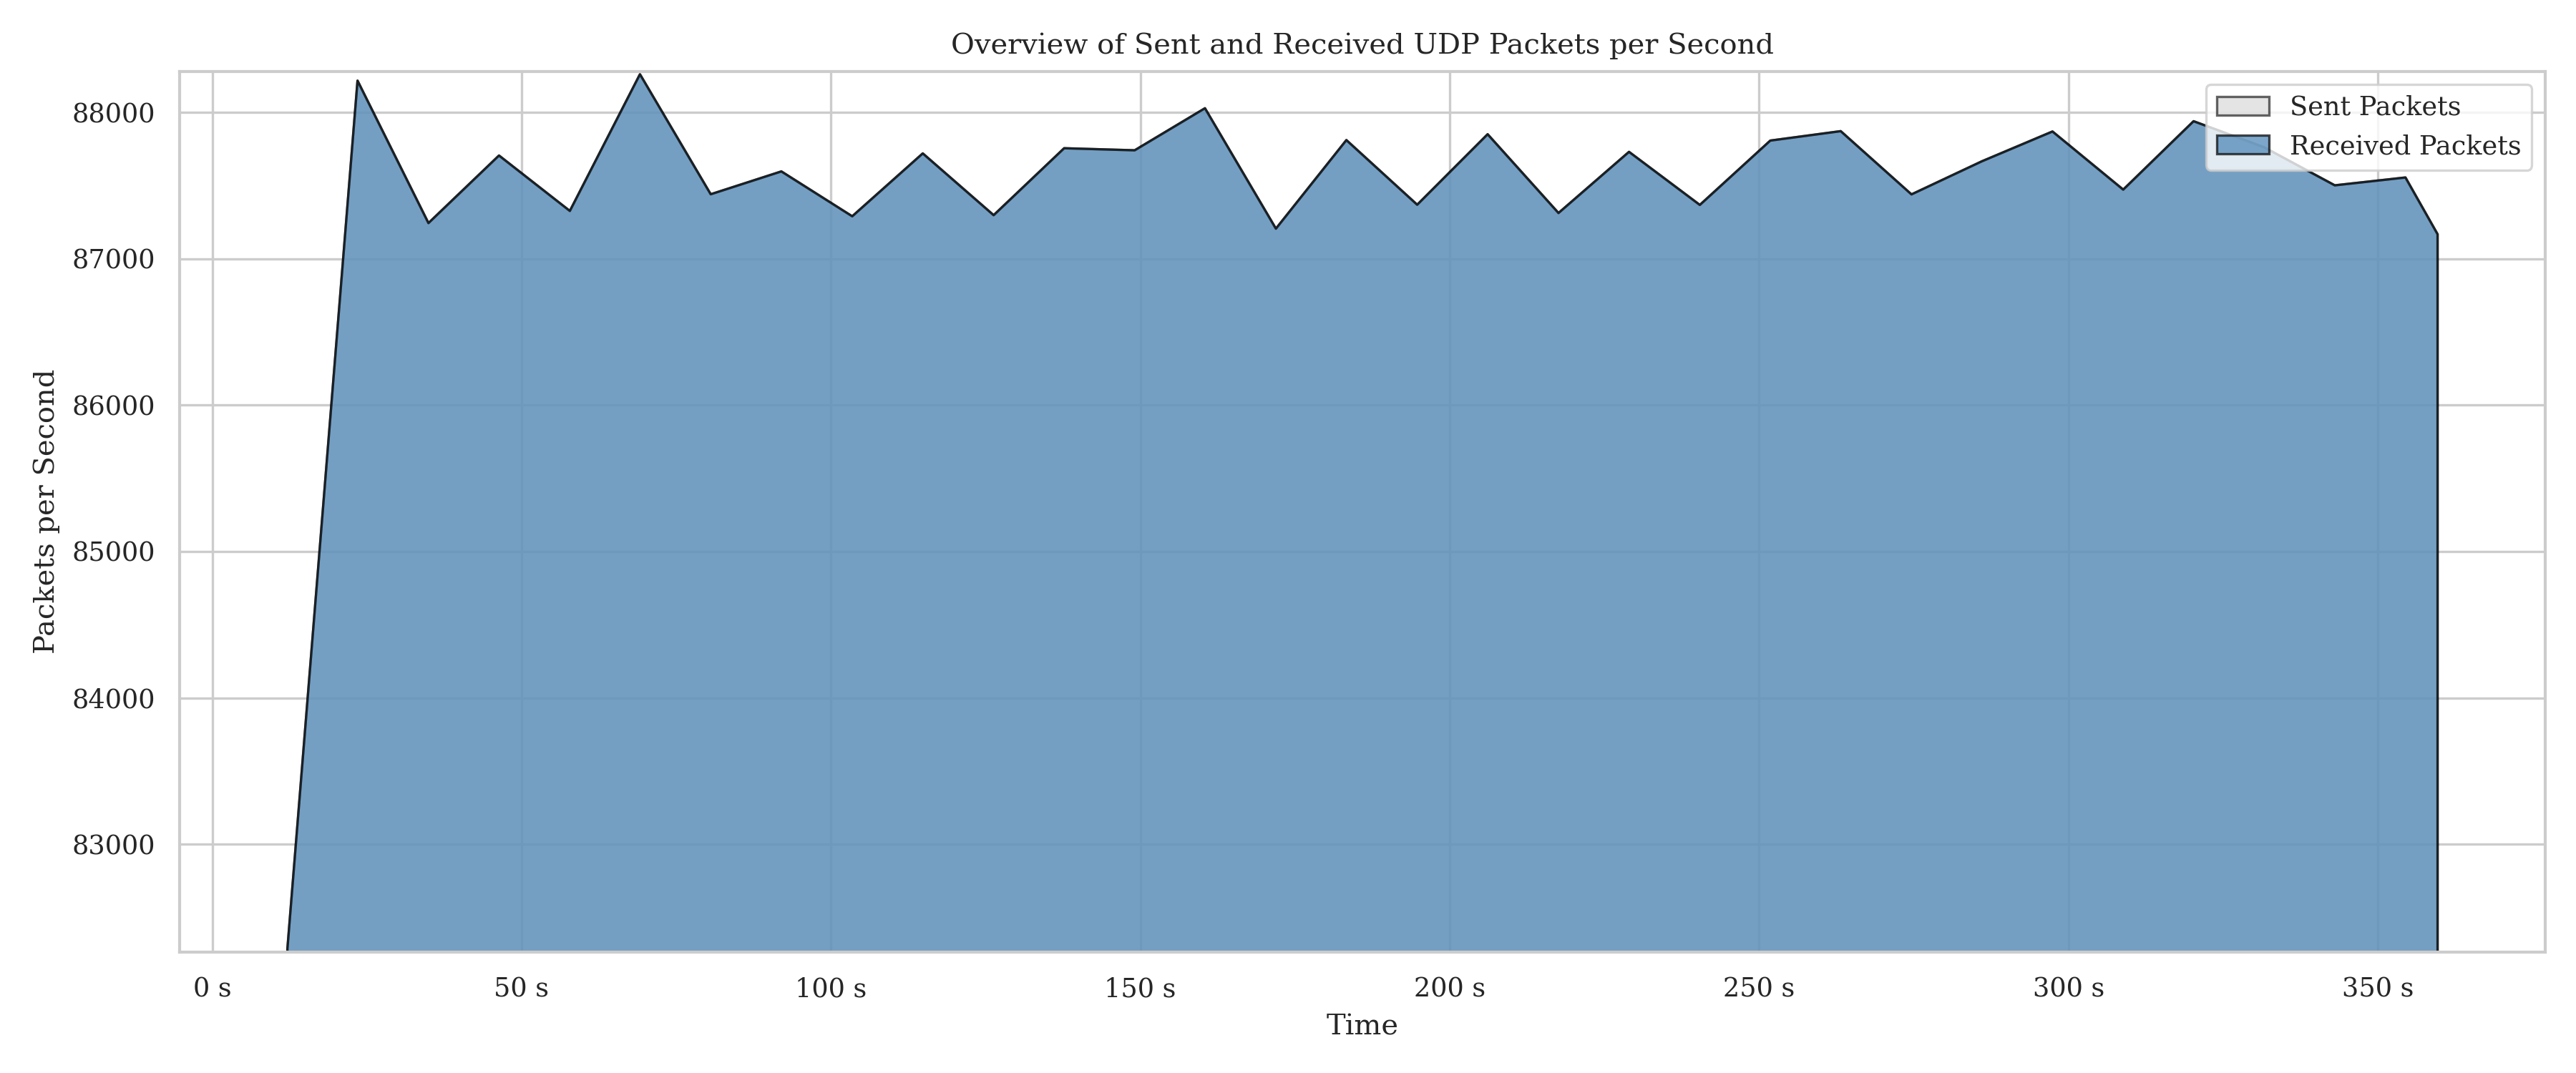 Overview of Sent and Received UDP Packets per Second
Sent Packets
Received Packets
88000
87000
86000
85000
84000
83000
Packets per Second
0 s 50 s 100 s 150 s 200 s 250 s 300 s 350 s
Time